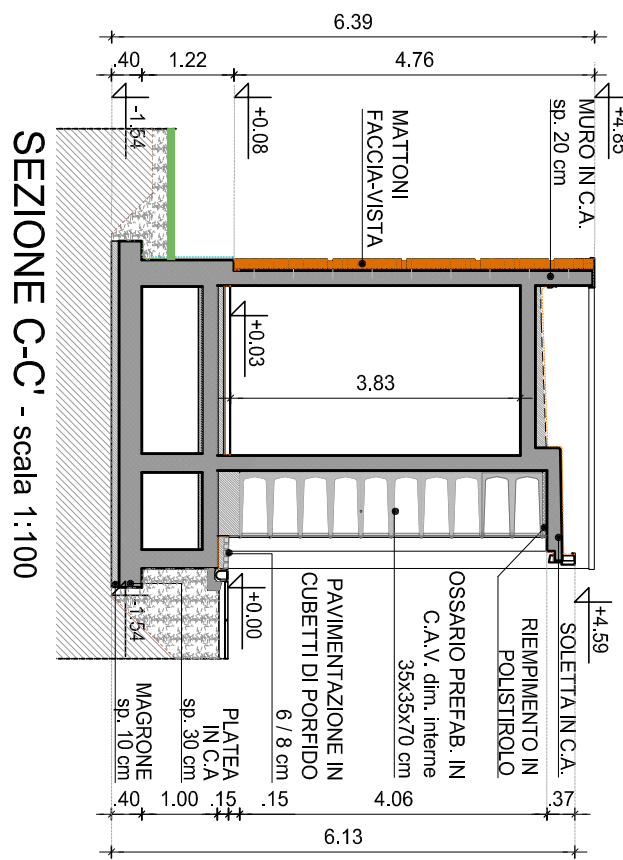 6.39
.40
1.22
4.76
-1.54
+0.08
+4.85
MURO IN C.A.
sp. 20 cm
MATTONI
FACCIA-VISTA
+0.03
3.83
SEZIONE C-C' - scala 1:100
+4.59
SOLETTA IN C.A.
RIEMPIMENTO IN
POLISTIROLO
OSSARIO PREFAB. IN
C.A.V. dim. interne
35x35x70 cm
+0.00
PAVIMENTAZIONE IN
CUBETTI DI PORFIDO
6 / 8 cm
-1.54
PLATEA
IN C.A
sp. 30 cm
MAGRONE
sp. 10 cm
.40
1.00
.15
.15
4.06
.37
6.13